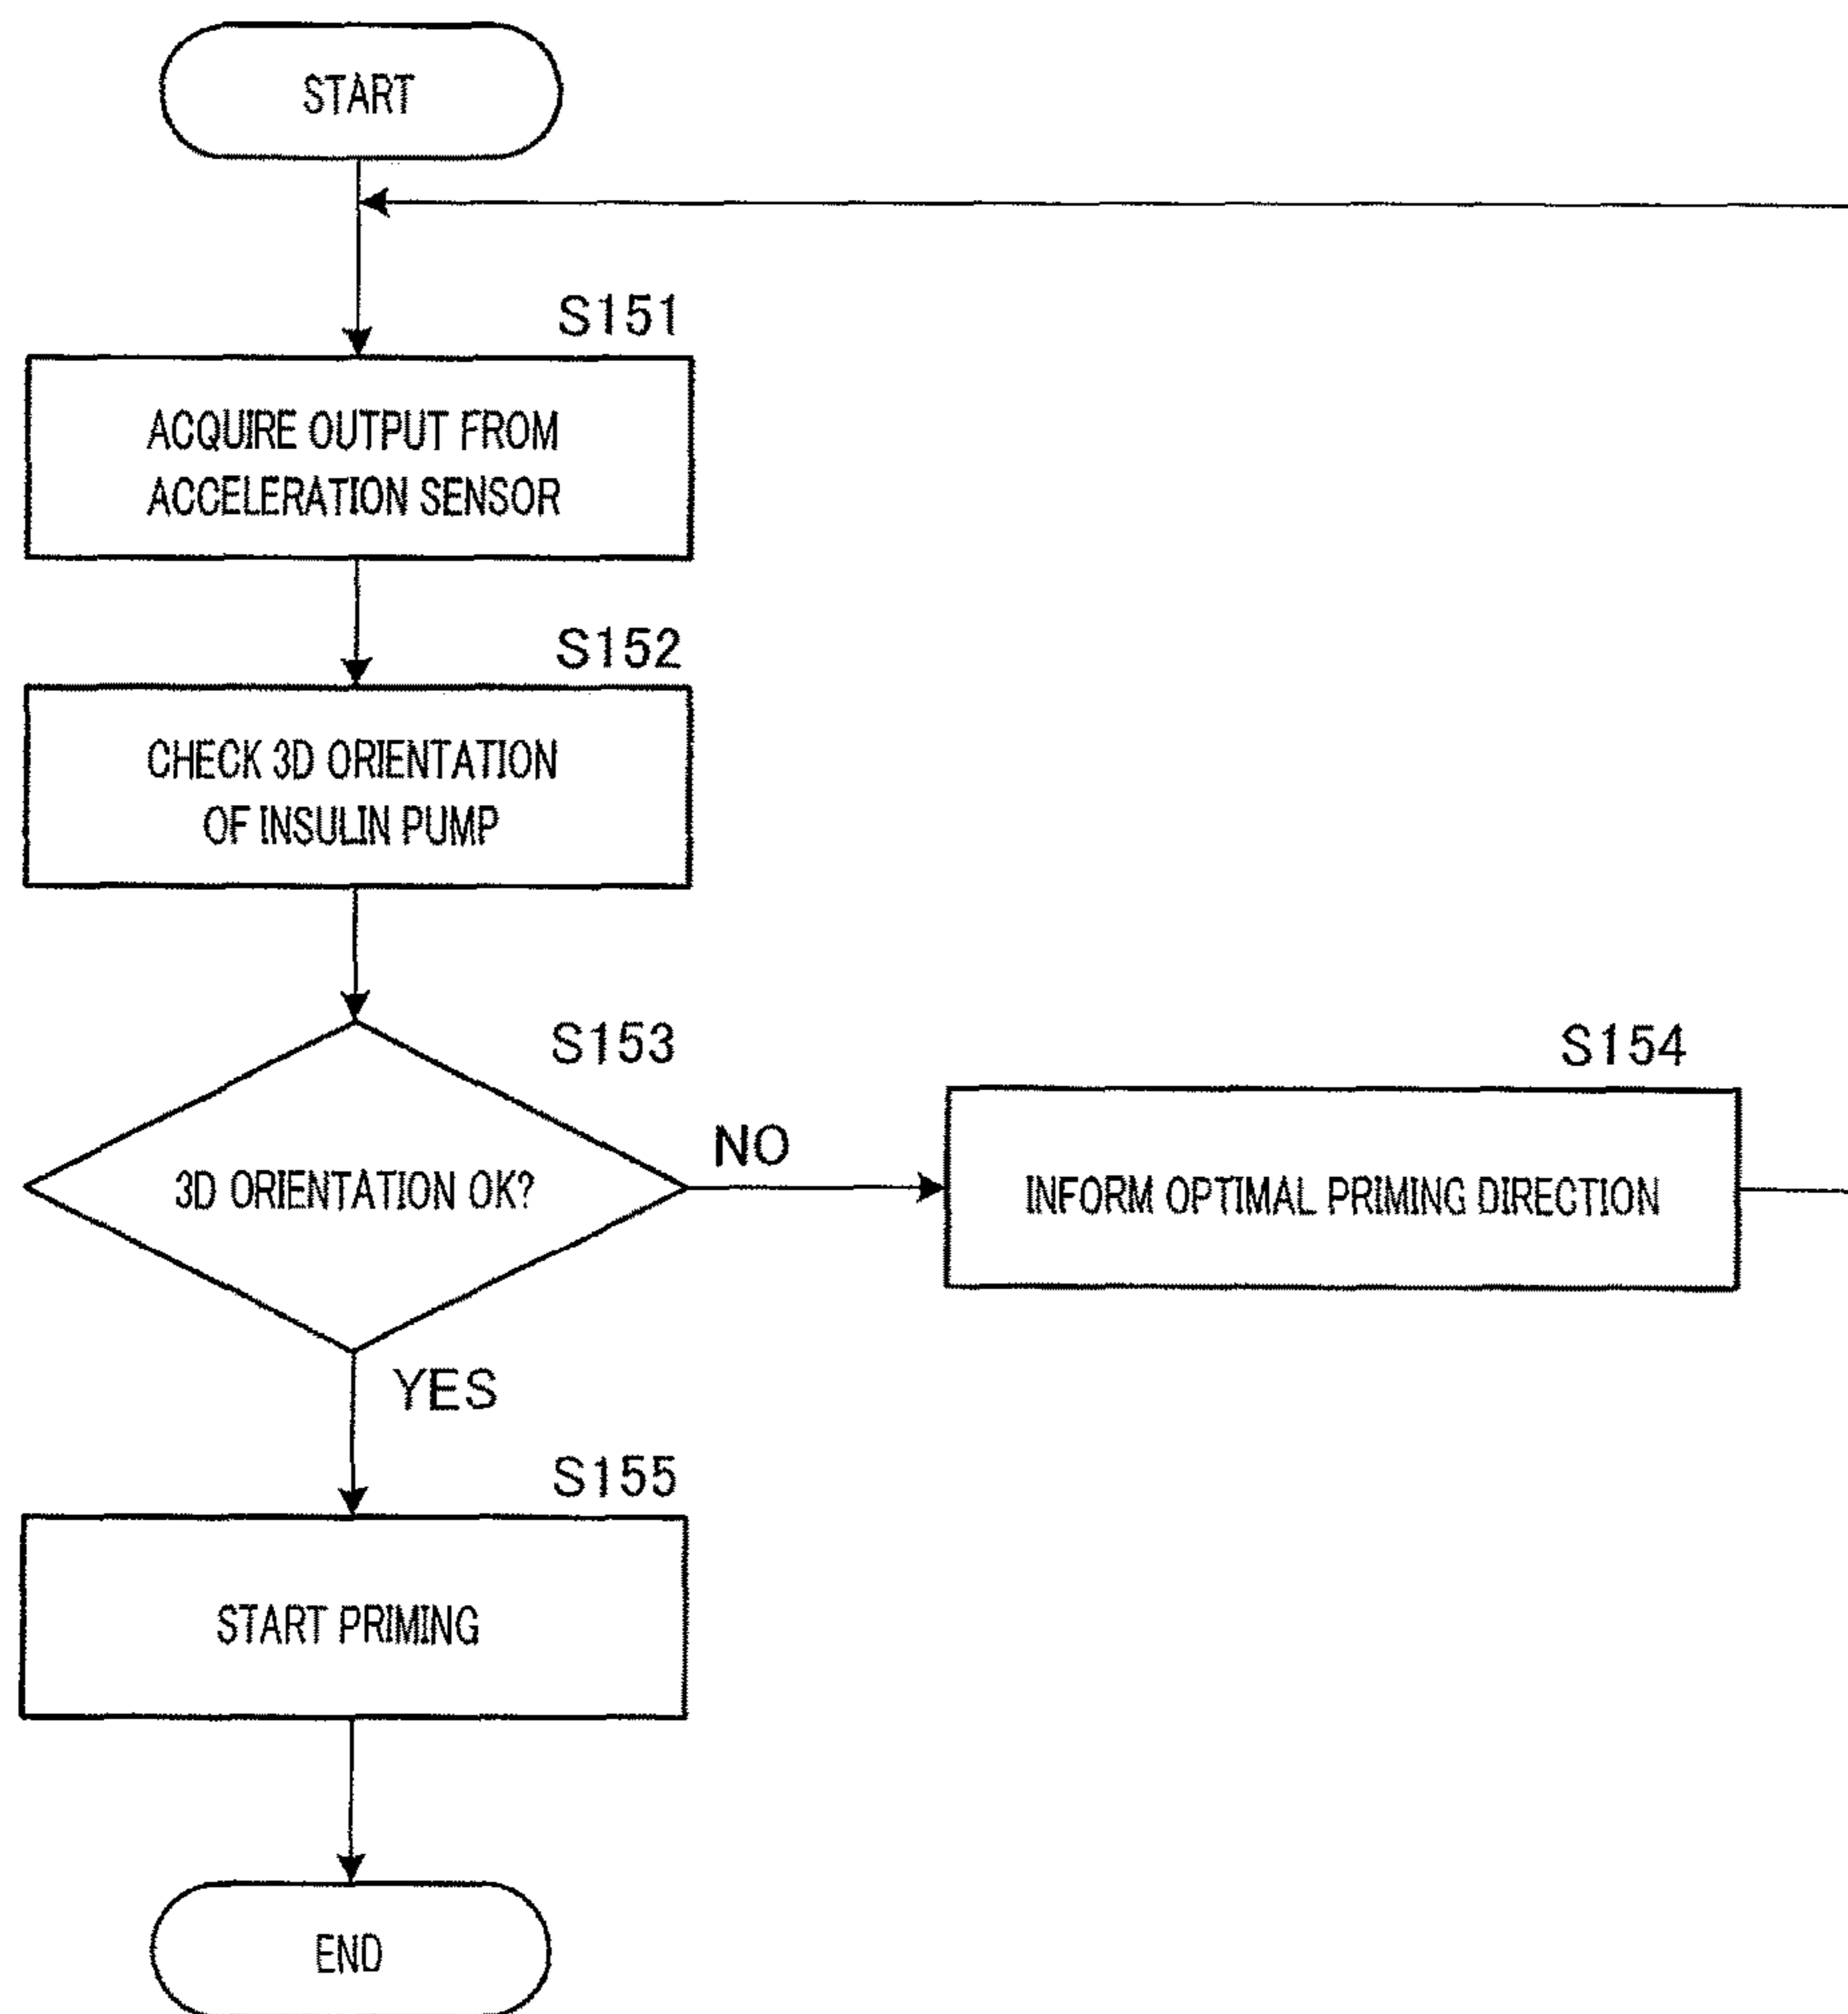 START
S151
ACQUIRE OUTPUT FROM
ACCELERATION SENSOR
S152
CHECK 3D ORIENTATION
OF INSULIN PUMP
S153
3D ORIENTATION OK?
NO
S154
INFORM OPTIMAL PRIMING DIRECTION
YES
S155
START PRIMING
END